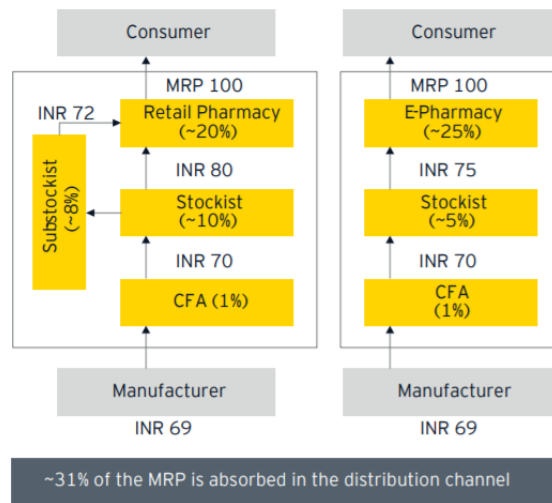 Consumer
MRP 100
INR 72
Retail Pharmacy
(~20%)
INR 80
Substockist
(~8%)
Stockist
(~10%)
INR 70
CFA (1%)
Manufacturer
INR 69
Consumer
MRP 100
E-Pharmacy
(~25%)
INR 75
Stockist
(~5%)
INR 70
CFA
(1%)
Manufacturer
INR 69
~31% of the MRP is absorbed in the distribution channel